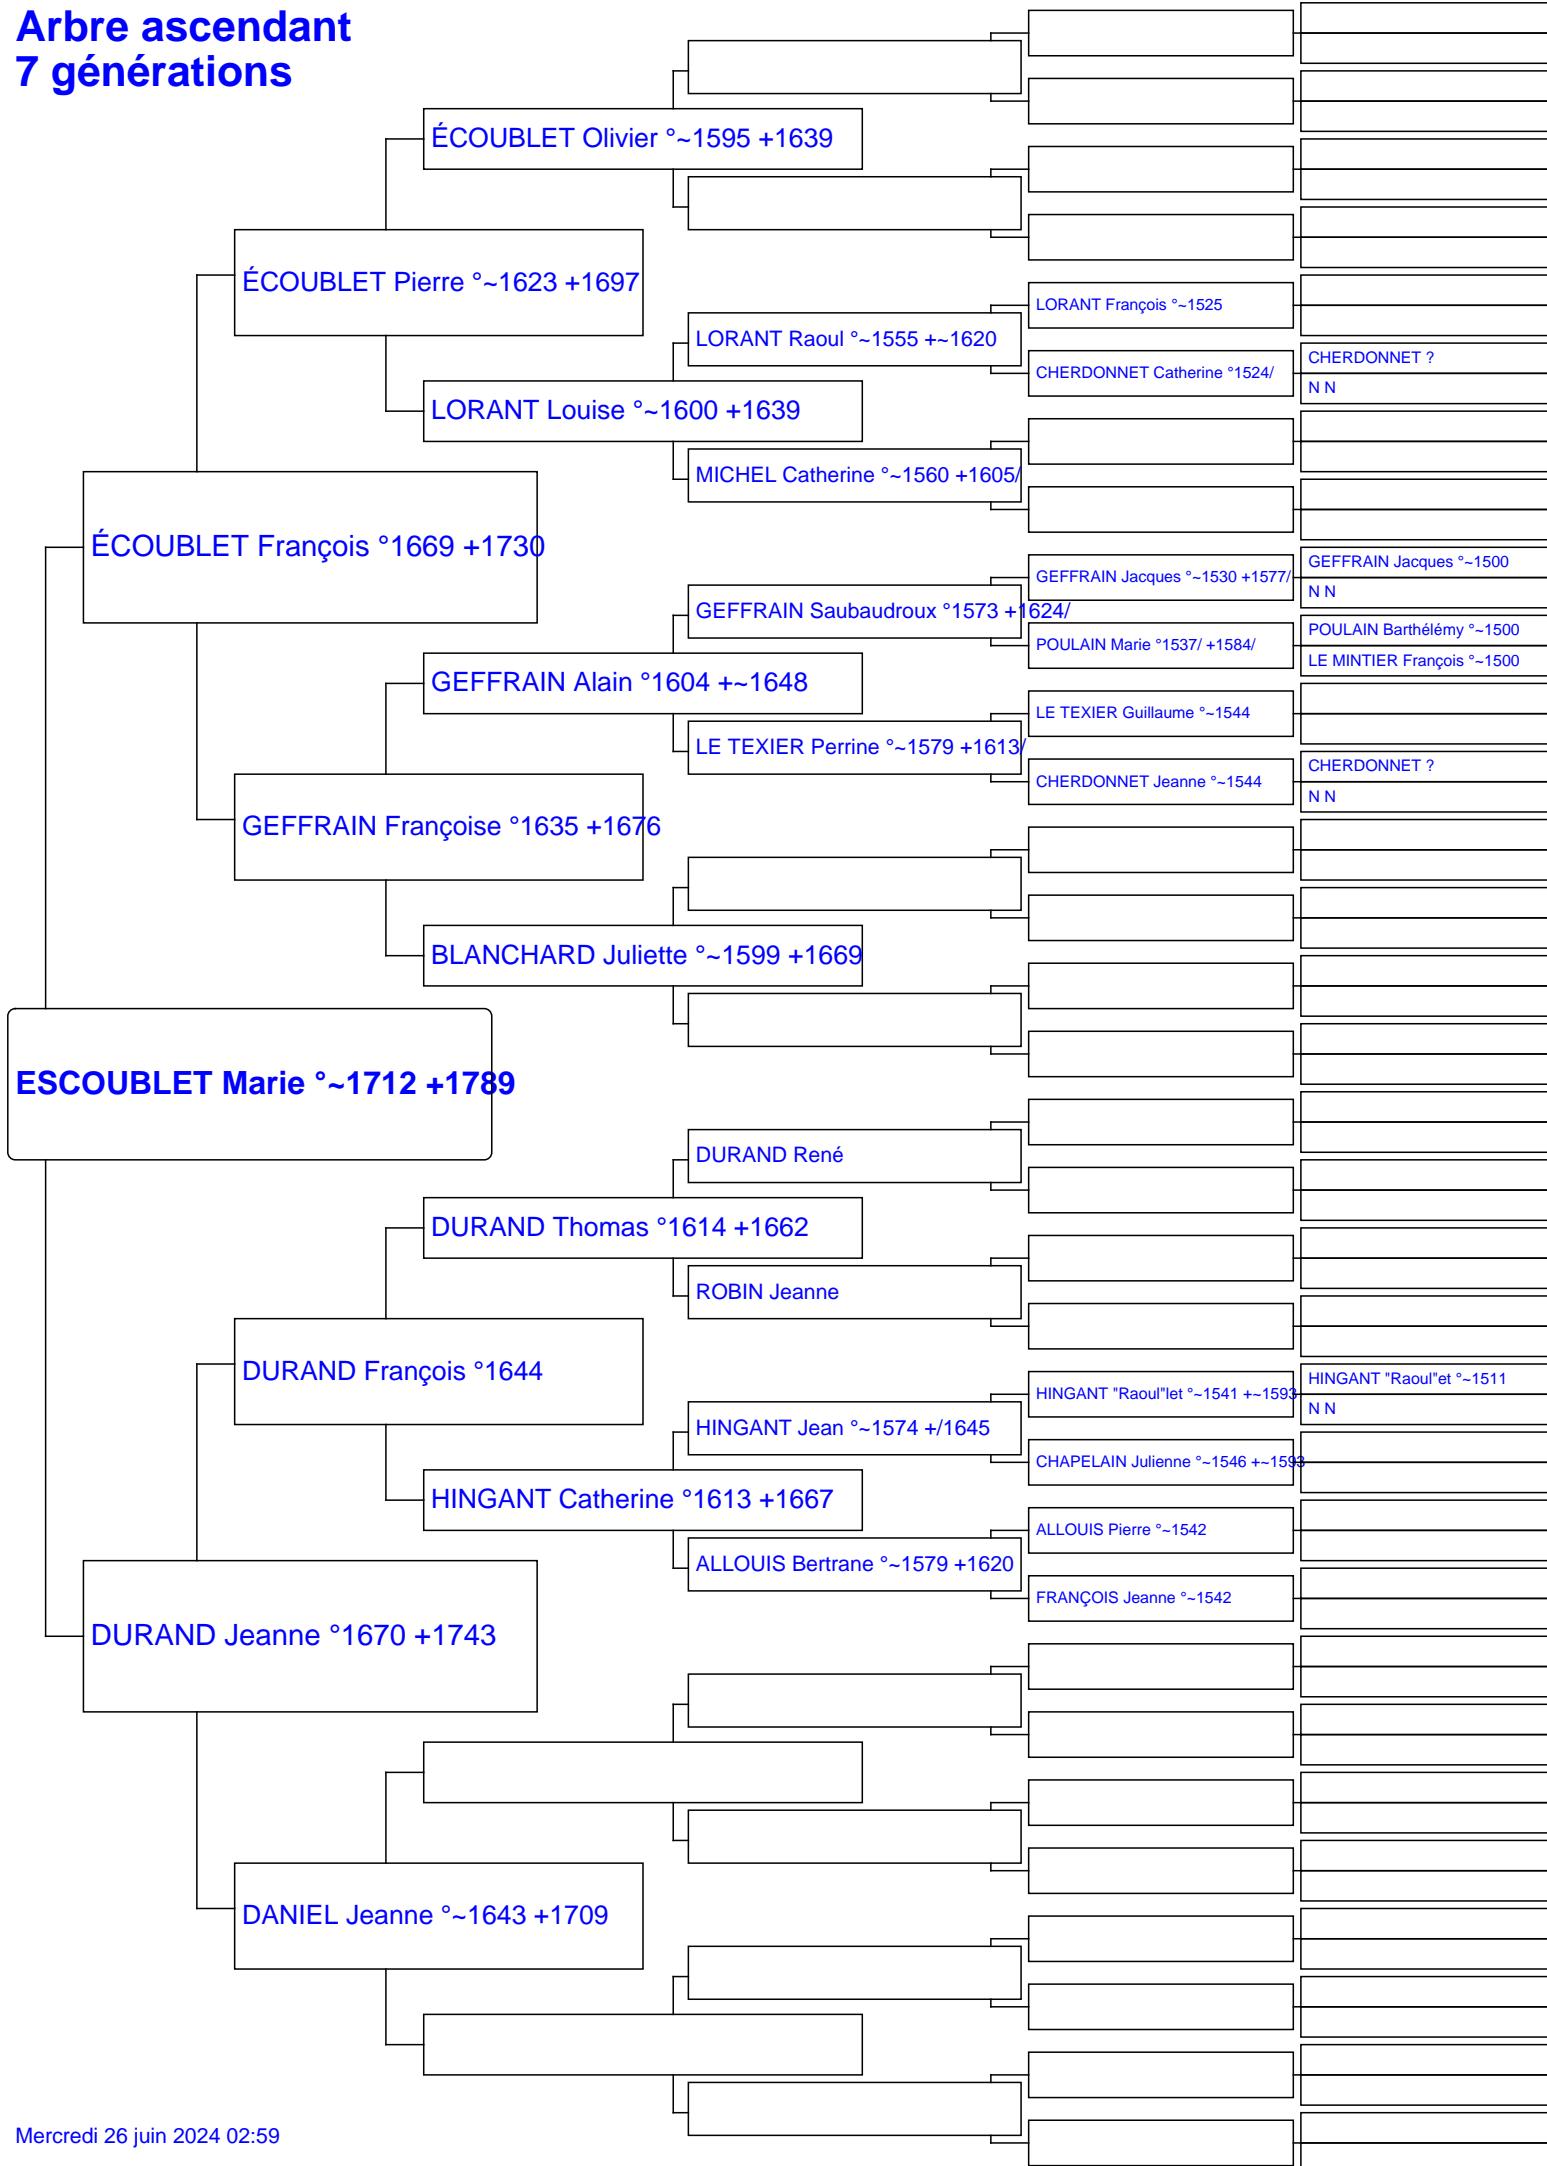 Arbre ascendant
7 générations
ÉCOUBLET Olivier °~1595 +1639
ÉCOUBLET Pierre °~1623 +1697
LORANT François °~1525
LORANT Raoul °~1555 +~1620
CHERDONNET ?
CHERDONNET Catherine °1524/
N N
LORANT Louise °~1600 +1639
MICHEL Catherine °~1560 +1605/
ÉCOUBLET François °1669 +1730
GEFFRAIN Jacques °~1500
GEFFRAIN Jacques °~1530 +1577/
N N
GEFFRAIN Saubaudroux °1573 +1624/
POULAIN Barthélémy °~1500
POULAIN Marie °1537/ +1584/
LE MINTIER François °~1500
GEFFRAIN Alain °1604 +~1648
LE TEXIER Guillaume °~1544
LE TEXIER Perrine °~1579 +1613/
CHERDONNET ?
CHERDONNET Jeanne °~1544
N N
GEFFRAIN Françoise °1635 +1676
BLANCHARD Juliette °~1599 +1669
ESCOUBLET Marie °~1712 +1789
DURAND René
DURAND Thomas °1614 +1662
ROBIN Jeanne
DURAND François °1644
HINGANT "Raoul"et °~1511
HINGANT "Raoul"let °~1541 +~1593
N N
HINGANT Jean °~1574 +/1645
CHAPELAIN Julienne °~1546 +~1593
HINGANT Catherine °1613 +1667
ALLOUIS Pierre °~1542
ALLOUIS Bertrane °~1579 +1620
FRANÇOIS Jeanne °~1542
DURAND Jeanne °1670 +1743
DANIEL Jeanne °~1643 +1709
Mercredi 26 juin 2024 02:59